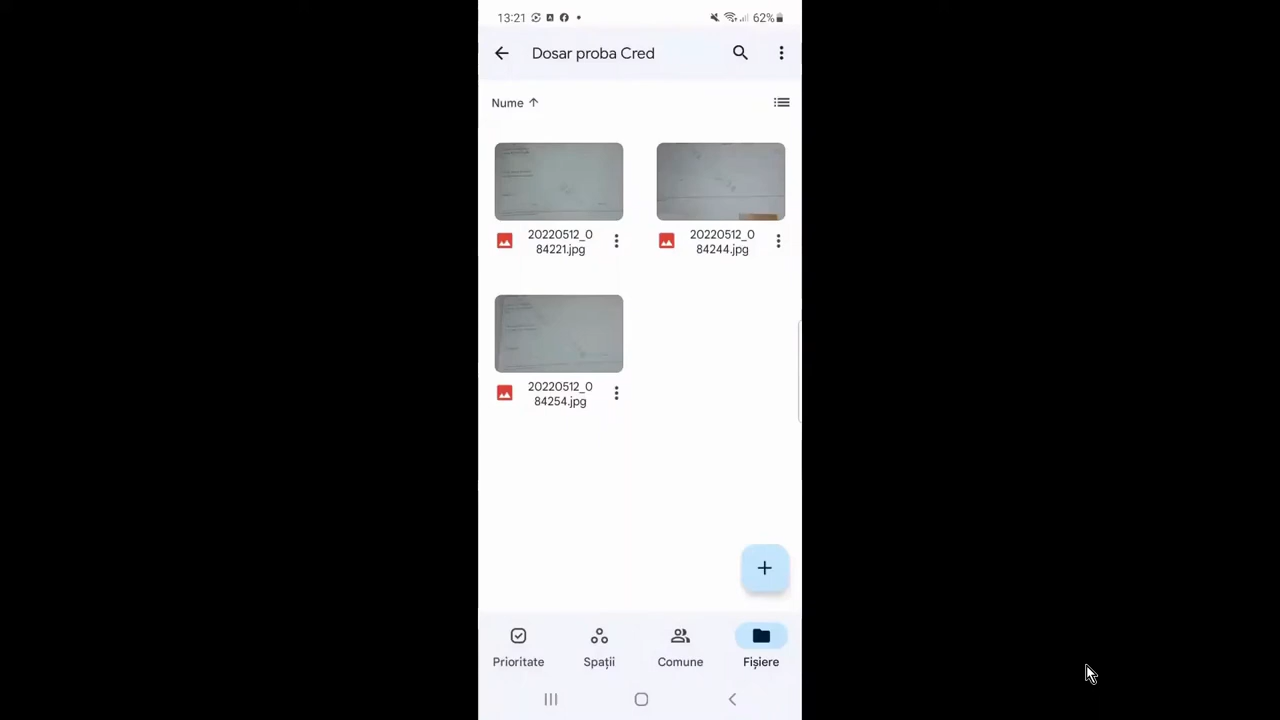 13:21
62%
Dosar proba Cred
Nume
20220512_0
84221.jpg
20220512_0
84244.jpg
20220512_0
84254.jpg
Prioritate
Spații
Comune
Fișiere